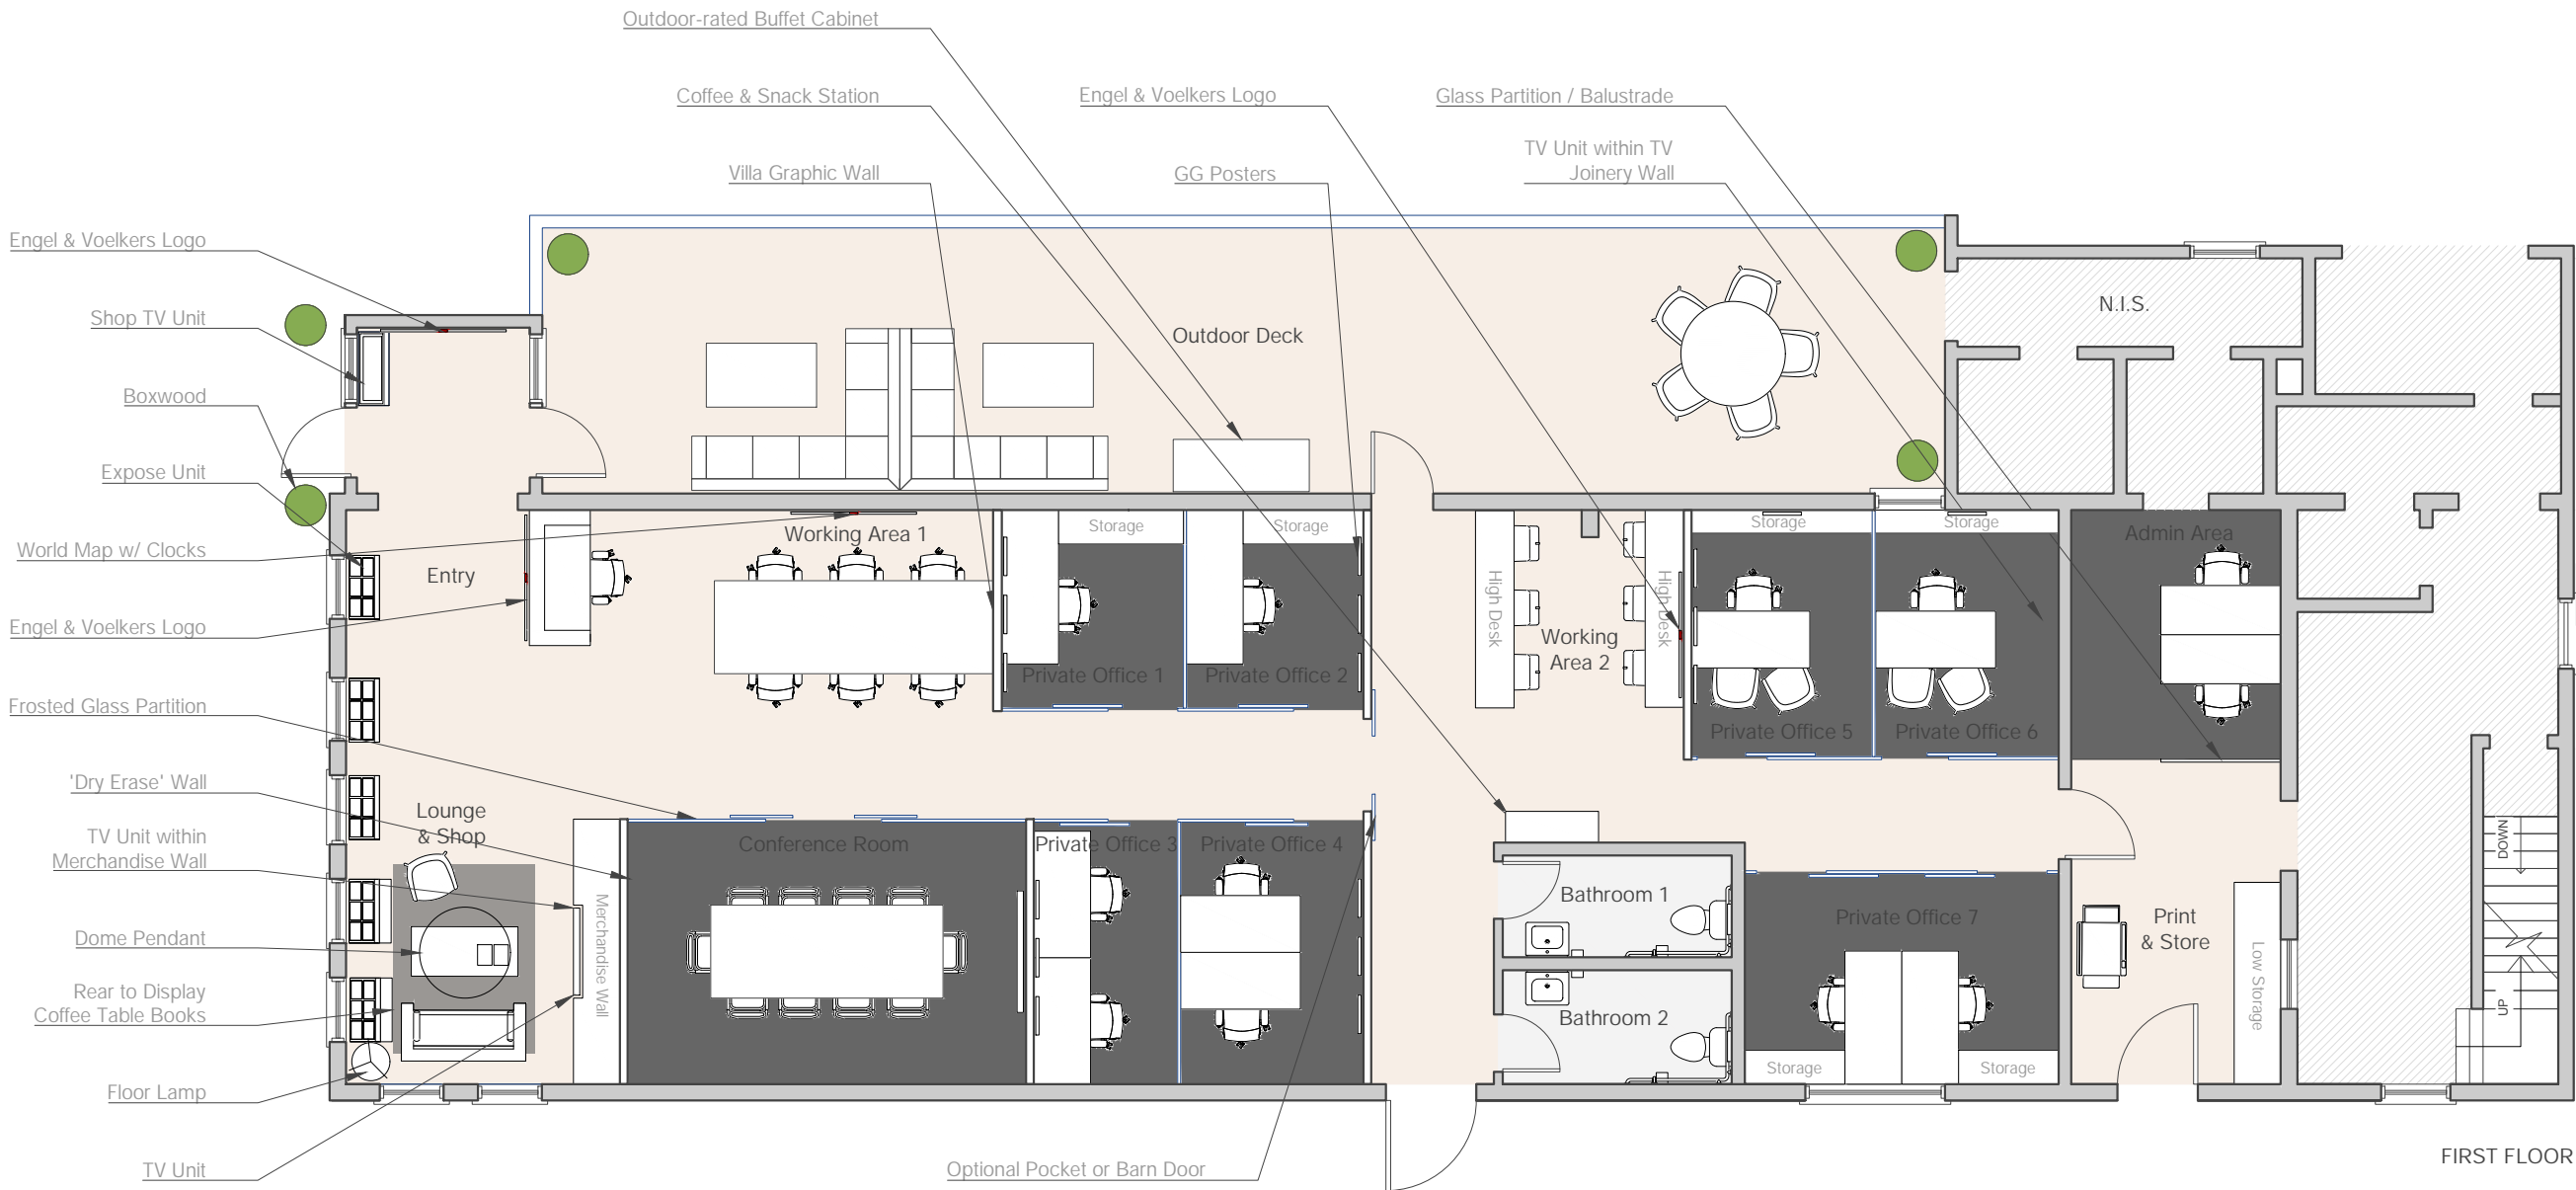 Outdoor-rated Buffet Cabinet
Coffee & Snack Station
Engel & Voelkers Logo
Glass Partition / Balustrade
TV Unit within TV
Joinery Wall
Villa Graphic Wall
GG Posters
Engel & Voelkers Logo
Shop TV Unit
Boxwood
Expose Unit
World Map w/ Clocks
Engel & Voelkers Logo
Frosted Glass Partition
'Dry Erase' Wall
TV Unit within
Merchandise Wall
Dome Pendant
Rear to Display
Coffee Table Books
Floor Lamp
TV Unit
Optional Pocket or Barn Door
Outdoor Deck
N.I.S.
Entry
Working Area 1
Storage
Storage
Private Office 1
Private Office 2
High Desk
High Desk
Working
Area 2
Storage
Storage
Private Office 5
Private Office 6
Admin Area
Lounge
& Shop
Merchandise Wall
Conference Room
Private Office 3
Private Office 4
Bathroom 1
Bathroom 2
Private Office 7
Storage
Storage
Print
& Store
Low Storage
DOWN
UP
FIRST FLOOR